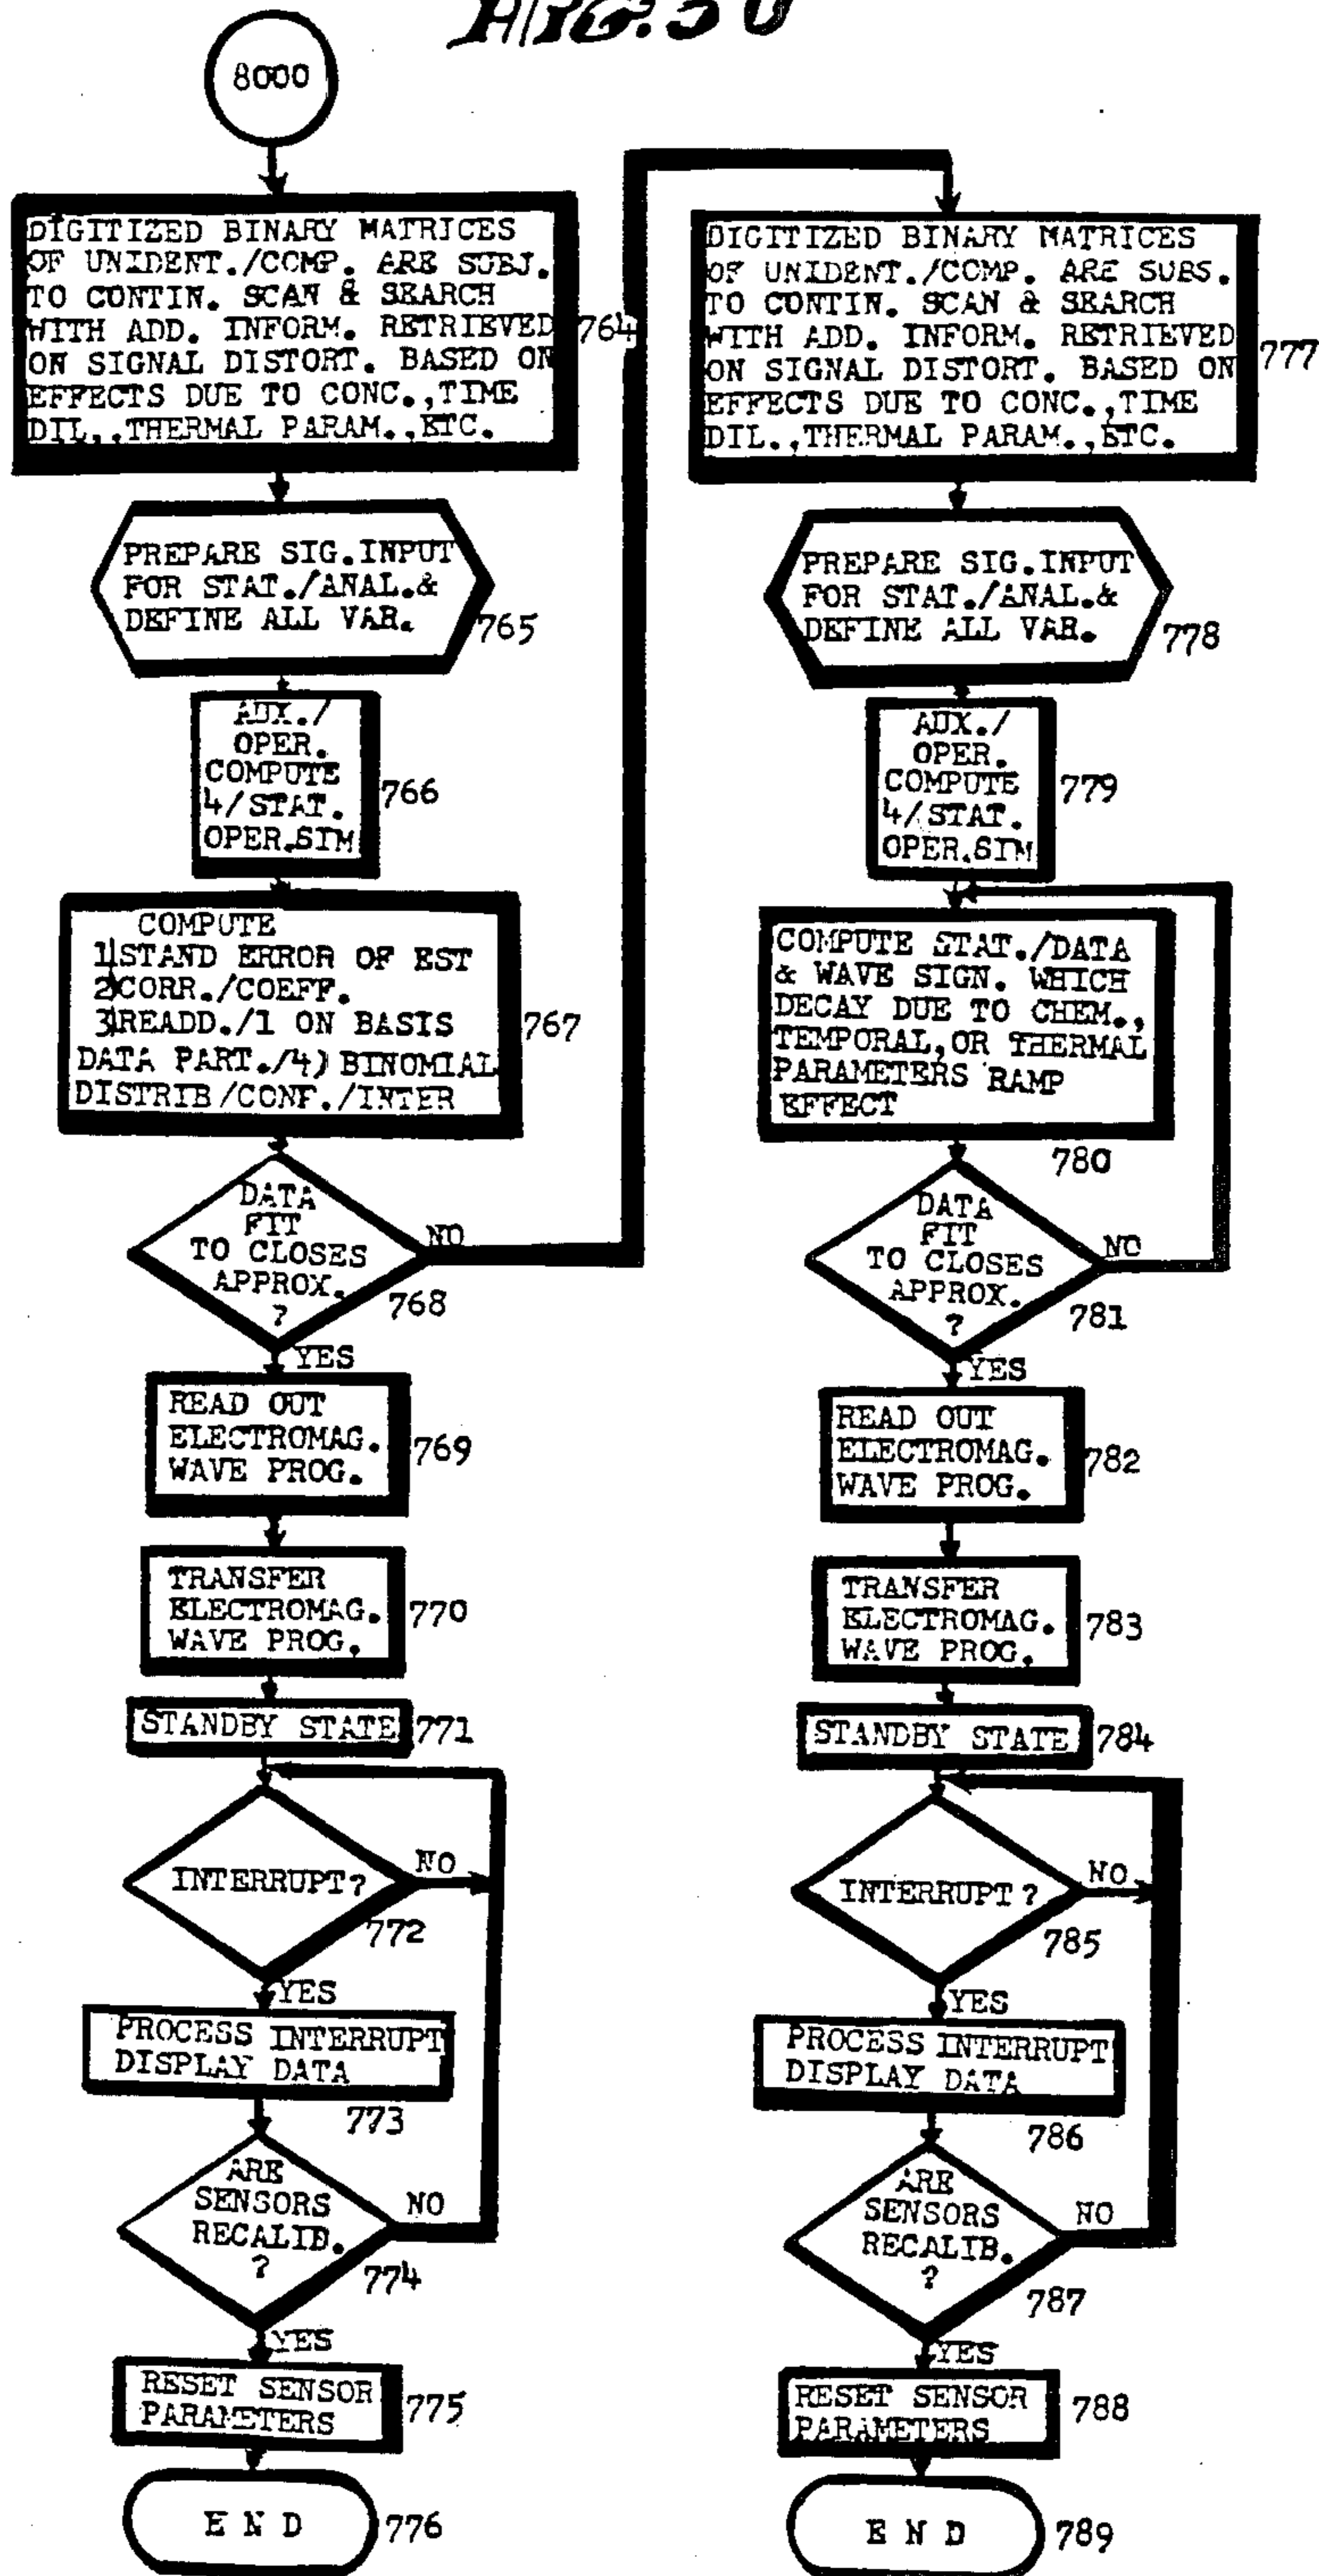 FIG. 30
8000
DIGITIZED BINARY MATRICES
OF UNIDENT./COMP. ARE SUBJ.
TO CONTIN. SCAN & SEARCH
WITH ADD. INFORM. RETRIEVED
ON SIGNAL DISTORT. BASED ON
EFFECTS DUE TO CONC.,TIME
DIL.,THERMAL PARAM.,ETC.
764
PREPARE SIG.INPUT
FOR STAT./ANAL.&
DEFINE ALL VAR.
765
AUX./
OPER.
COMPUTE
4/STAT.
OPER.SIM
766
COMPUTE
1)STAND ERROR OF EST
2)CORR./COEFF.
3)READD./1 ON BASIS
DATA PART./4) BINOMIAL
DISTRIB/CONF./INTER
767
DATA
FIT
TO CLOSES
APPROX.
?
NO
768
YES
READ OUT
ELECTROMAG.
WAVE PROG.
769
TRANSFER
ELECTROMAG.
WAVE PROG.
770
STANDBY STATE
771
INTERRUPT?
NO
772
YES
PROCESS INTERRUPT
DISPLAY DATA
773
ARE
SENSORS
RECALIB.
?
NO
774
YES
RESET SENSOR
PARAMETERS
775
END
776
DIGITIZED BINARY MATRICES
OF UNIDENT./COMP. ARE SUBS.
TO CONTIN. SCAN & SEARCH
WITH ADD. INFORM. RETRIEVED
ON SIGNAL DISTORT. BASED ON
EFFECTS DUE TO CONC.,TIME
DIL.,THERMAL PARAM.,ETC.
777
PREPARE SIG.INPUT
FOR STAT./ANAL.&
DEFINE ALL VAR.
778
AUX./
OPER.
COMPUTE
4/STAT.
OPER.SIM
779
COMPUTE STAT./DATA
& WAVE SIGN. WHICH
DECAY DUE TO CHEM.,
TEMPORAL,OR THERMAL
PARAMETERS RAMP
EFFECT
780
DATA
FIT
TO CLOSES
APPROX.
?
NO
781
YES
READ OUT
ELECTROMAG.
WAVE PROG.
782
TRANSFER
ELECTROMAG.
WAVE PROG.
783
STANDBY STATE
784
INTERRUPT?
NO
785
YES
PROCESS INTERRUPT
DISPLAY DATA
786
ARE
SENSORS
RECALIB.
?
NO
787
YES
RESET SENSOR
PARAMETERS
788
END
789